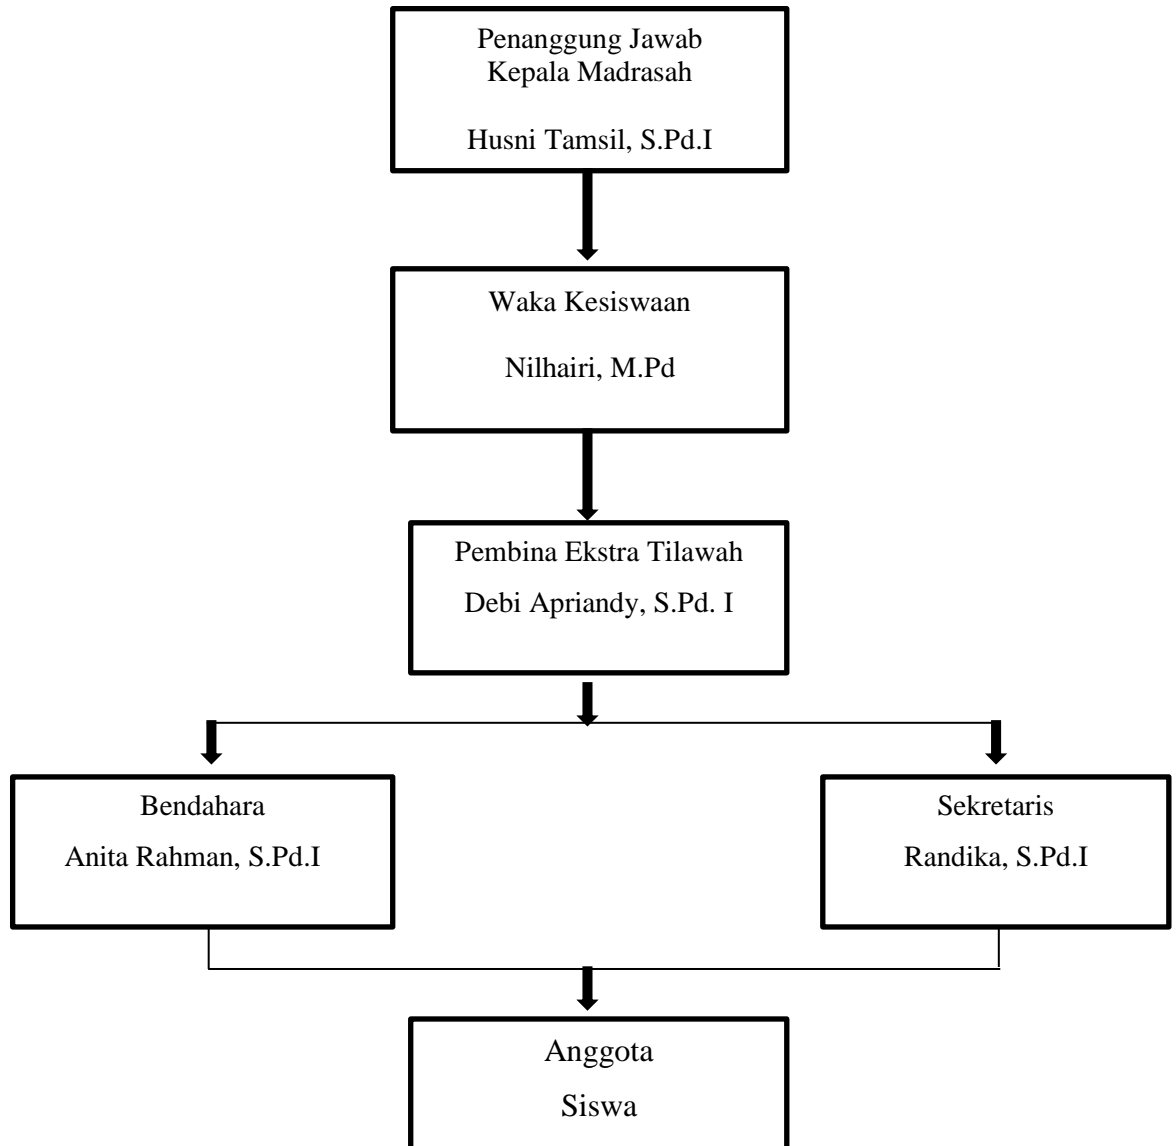 Penanggung Jawab
Kepala Madrasah
Husni Tamsil, S.Pd.I
Waka Kesiswaan
Nilhairi, M.Pd
Pembina Ekstra Tilawah
Debi Apriandy, S.Pd. I
Bendahara
Anita Rahman, S.Pd.I
Sekretaris
Randika, S.Pd.I
Anggota
Siswa